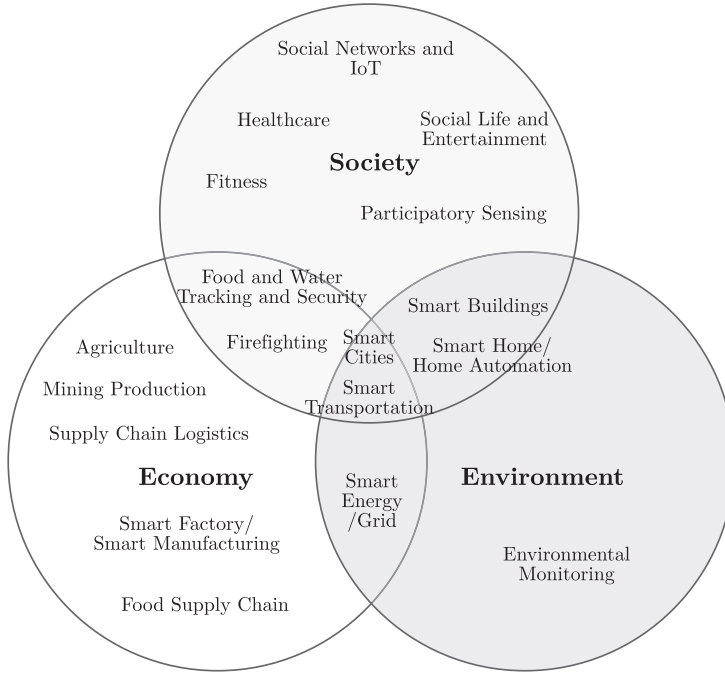 Social Networks and
IoT
Healthcare
Social Life and
Entertainment
Society
Fitness
Participatory Sensing
Food and Water
Tracking and Security
Smart Buildings
Firefighting
Smart
Cities
Smart Home/
Home Automation
Agriculture
Mining Production
Smart
Transportation
Supply Chain Logistics
Economy
Environment
Smart
Energy
/Grid
Smart Factory/
Smart Manufacturing
Environmental
Monitoring
Food Supply Chain